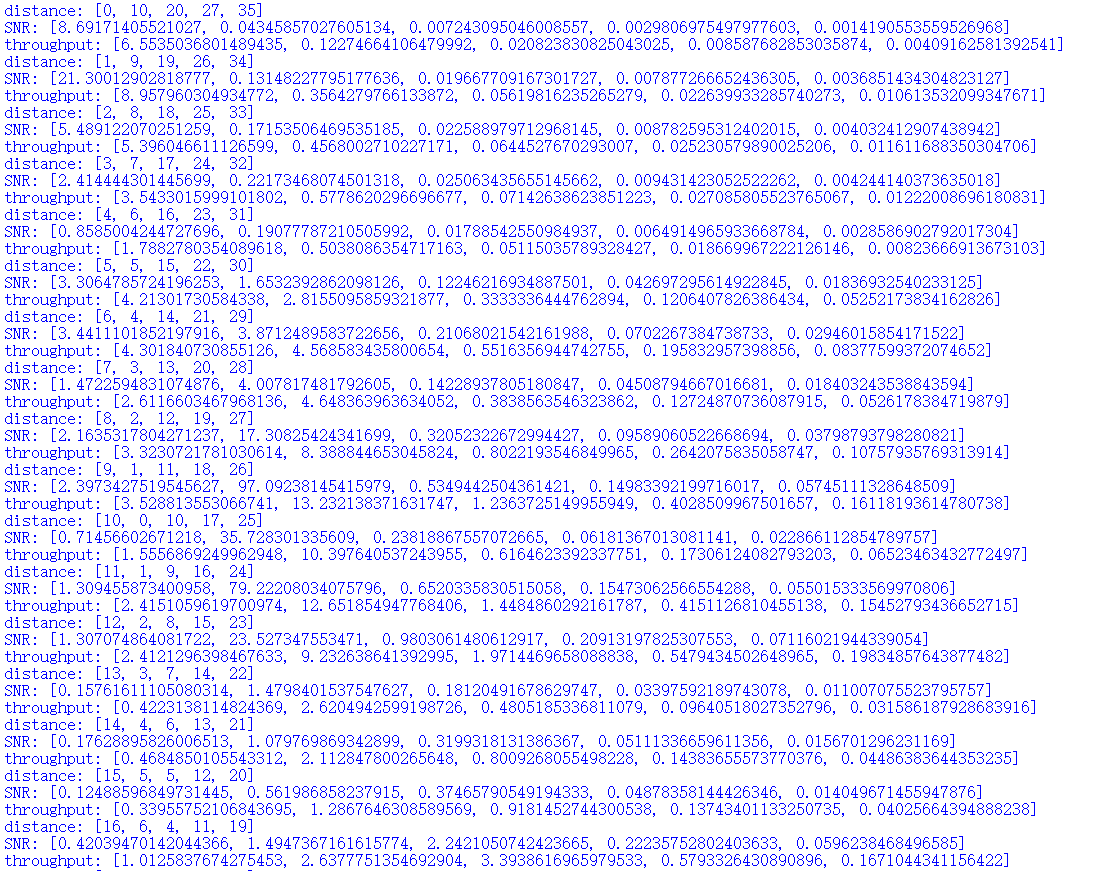 distance: [0, 10, 20, 27, 35]
SNR: [8.69171405521027, 0.04345857027605134, 0.007243095046008557, 0.0029806975497977603, 0.0014190553559526968]
throughput: [6.5535036801489435, 0.12274664106479992, 0.020823830825043025, 0.008587682853035874, 0.00409162581392541]
distance: [1, 9, 19, 26, 34]
SNR: [21.30012902818777, 0.13148227795177636, 0.019667709167301727, 0.007877266652436305, 0.0036851434304823127]
throughput: [8.957960304934772, 0.3564279766133872, 0.05619816235265279, 0.022639933285740273, 0.010613532099347671]
distance: [2, 8, 18, 25, 33]
SNR: [5.489122070251259, 0.17153506469535185, 0.022588979712968145, 0.008782595312402015, 0.004032412907438942]
throughput: [5.396046611126599, 0.4568002710227171, 0.0644527670293007, 0.025230579890025206, 0.011611688350304706]
distance: [3, 7, 17, 24, 32]
SNR: [2.414444301445699, 0.22173468074501318, 0.025063435655145662, 0.009431423052522262, 0.004244140373635018]
throughput: [3.5433015999101802, 0.5778620296696677, 0.07142638623851223, 0.027085805523765067, 0.01222008696180831]
distance: [4, 6, 16, 23, 31]
SNR: [0.8585004244727696, 0.19077787210505992, 0.01788542550984937, 0.0064914965933668784, 0.0028586902792017304]
throughput: [1.7882780354089618, 0.5038086354717163, 0.05115035789328427, 0.018669967222126146, 0.00823666913673103]
distance: [5, 5, 15, 22, 30]
SNR: [3.3064785724196253, 1.6532392862098126, 0.12246216934887501, 0.042697295614922845, 0.01836932540233125]
throughput: [4.21301730584338, 2.8155095859321877, 0.3333336444762894, 0.1206407826386434, 0.05252173834162826]
distance: [6, 4, 14, 21, 29]
SNR: [3.4411101852197916, 3.8712489583722656, 0.21068021542161988, 0.0702267384738733, 0.02946015854171522]
throughput: [4.301840730855126, 4.568583435800654, 0.5516356944742755, 0.195832957398856, 0.08377599372074652]
distance: [7, 3, 13, 20, 28]
SNR: [1.4722594831074876, 4.007817481792605, 0.14228937805180847, 0.04508794667016681, 0.018403243538843594]
throughput: [2.6116603467968136, 4.648363963634052, 0.3838563546323862, 0.12724870736087915, 0.0526178384719879]
distance: [8, 2, 12, 19, 27]
SNR: [2.1635317804271237, 17.30825424341699, 0.32052322672994427, 0.09589060522668694, 0.03798793798280821]
throughput: [3.3230721781030614, 8.388844653045824, 0.8022193546849965, 0.2642075835058747, 0.10757935769313914]
distance: [9, 1, 11, 18, 26]
SNR: [2.3973427519545627, 97.09238145415979, 0.5349442504361421, 0.14983392199716017, 0.05745111328648509]
throughput: [3.528813553066741, 13.232138371631747, 1.2363725149955949, 0.4028509967501657, 0.16118193614780738]
distance: [10, 0, 10, 17, 25]
SNR: [0.71456602671218, 35.728301335609, 0.23818867557072665, 0.06181367013081141, 0.022866112854789757]
throughput: [1.5556869249962948, 10.397640537243955, 0.6164623392337751, 0.17306124082793203, 0.06523463432772497]
distance: [11, 1, 9, 16, 24]
SNR: [1.309455873400958, 79.22208034075796, 0.6520335830515058, 0.15473062566554288, 0.055015333569970806]
throughput: [2.4151059619700974, 12.651854947768406, 1.4484860292161787, 0.4151126810455138, 0.15452793436652715]
distance: [12, 2, 8, 15, 23]
SNR: [1.307074864081722, 23.527347553471, 0.9803061480612917, 0.20913197825307553, 0.07116021944339054]
throughput: [2.4121296398467633, 9.232638641392995, 1.9714469658088838, 0.5479434502648965, 0.19834857643877482]
distance: [13, 3, 7, 14, 22]
SNR: [0.15761611105080314, 1.4798401537547627, 0.18120491678629747, 0.03397592189743078, 0.011007075523795757]
throughput: [0.4223138114824369, 2.6204942599198726, 0.4805185336811079, 0.09640518027352796, 0.031586187928683916]
distance: [14, 4, 6, 13, 21]
SNR: [0.17628895826006513, 1.079769869342899, 0.3199318131386367, 0.05111336659611356, 0.0156701296231169]
throughput: [0.4684850105543312, 2.112847800265648, 0.8009268055498228, 0.14383655573770376, 0.04486383644353235]
distance: [15, 5, 5, 12, 20]
SNR: [0.12488596849731445, 0.561986858237915, 0.37465790549194333, 0.04878358144426346, 0.014049671455947876]
throughput: [0.33955752106843695, 1.2867646308589569, 0.9181452744300538, 0.13743401133250735, 0.04025664394888238]
distance: [16, 6, 4, 11, 19]
SNR: [0.42039470142044366, 1.4947367161615774, 2.2421050742423665, 0.22235752802403633, 0.0596238468496585]
throughput: [1.0125837674275453, 2.6377751354692904, 3.3938616965979533, 0.5793326430890896, 0.1671044341156422]